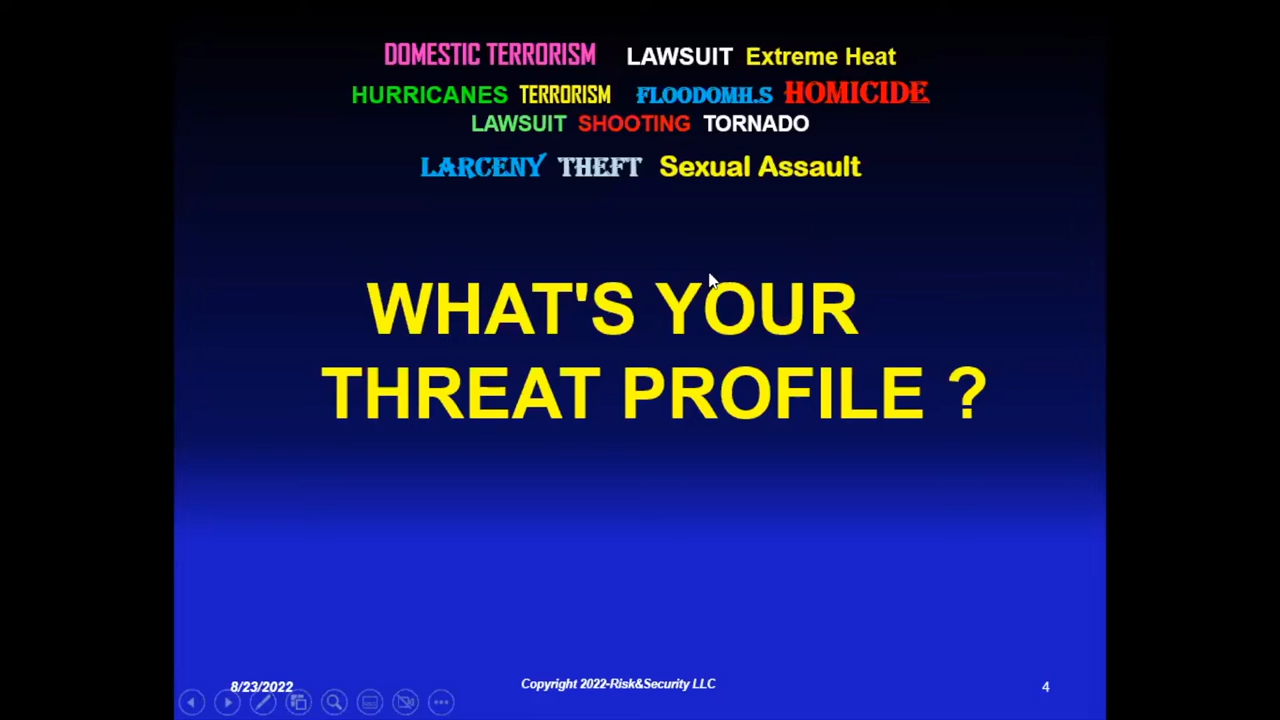 DOMESTIC TERRORISM LAWSUIT Extreme Heat
HURRICANES TERRORISM FLOODOMH.S HOMICIDE
LAWSUIT SHOOTING TORNADO
LARCENY THEFT Sexual Assault
WHAT'S YOUR
THREAT PROFILE ?
8/23/2022 Copyright 2022-Risk&Security LLC 4